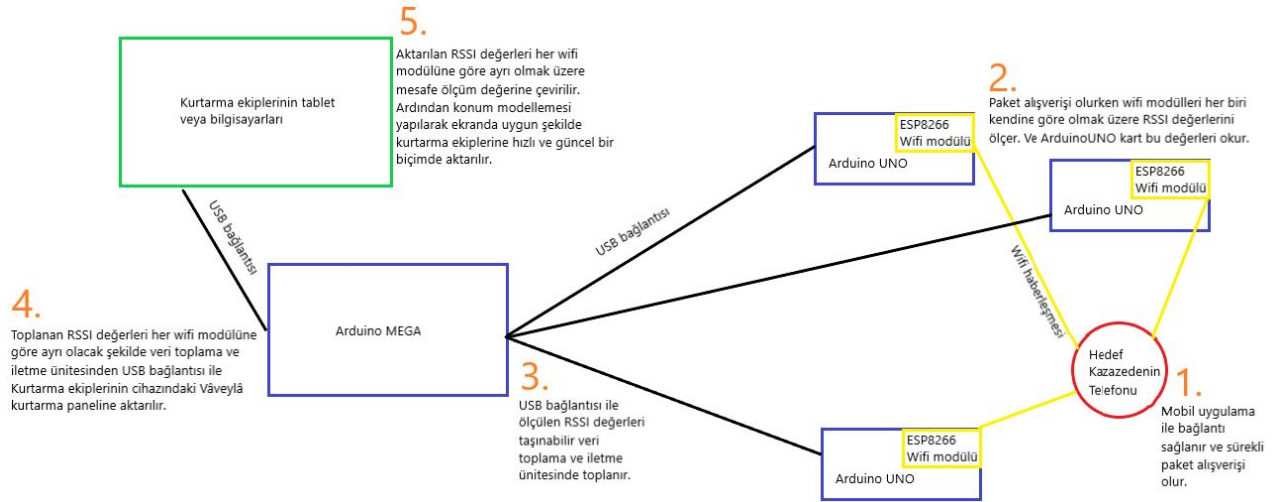 5.
Aktarılan RSSI değerleri her wifi
modülüne göre ayrı olmak üzere
mesafe ölçüm değerine çevirilir.
Ardından konum modellemesi
yapılarak ekranda uygun şekilde
kurtarma ekiplerine hızlı ve güncel bir
biçimde aktarılır.
Kurtarma ekiplerinin tablet
veya bilgisayarları
2.
Paket alışverişi olurken wifi modülleri her biri
kendine göre olmak üzere RSSI değerlerini
ölçer. Ve ArduinoUNO kart bu değerleri okur.
ESP8266
Wifi modülü
Arduino UNO
ESP8266
Wifi modülü
Arduino UNO
USB bağlantısı
USB bağlantısı
Wifi haberleşmesi
4.
Toplanan RSSI değerleri her wifi modülüne
göre ayrı olacak şekilde veri toplama ve
iletme ünitesinden USB bağlantısı ile
Kurtarma ekiplerinin cihazındaki Vâveylâ
kurtarma paneline aktarılır.
Arduino MEGA
3.
USB bağlantısı ile
ölçülen RSSI değerleri
taşınabilir veri
toplama ve iletme
ünitesinde toplanır.
Hedef
Kazazedenin
Telefonu
1.
Mobil uygulama
ile bağlantı
sağlanır ve sürekli
paket alışverişi
olur.
ESP8266
Wifi modülü
Arduino UNO